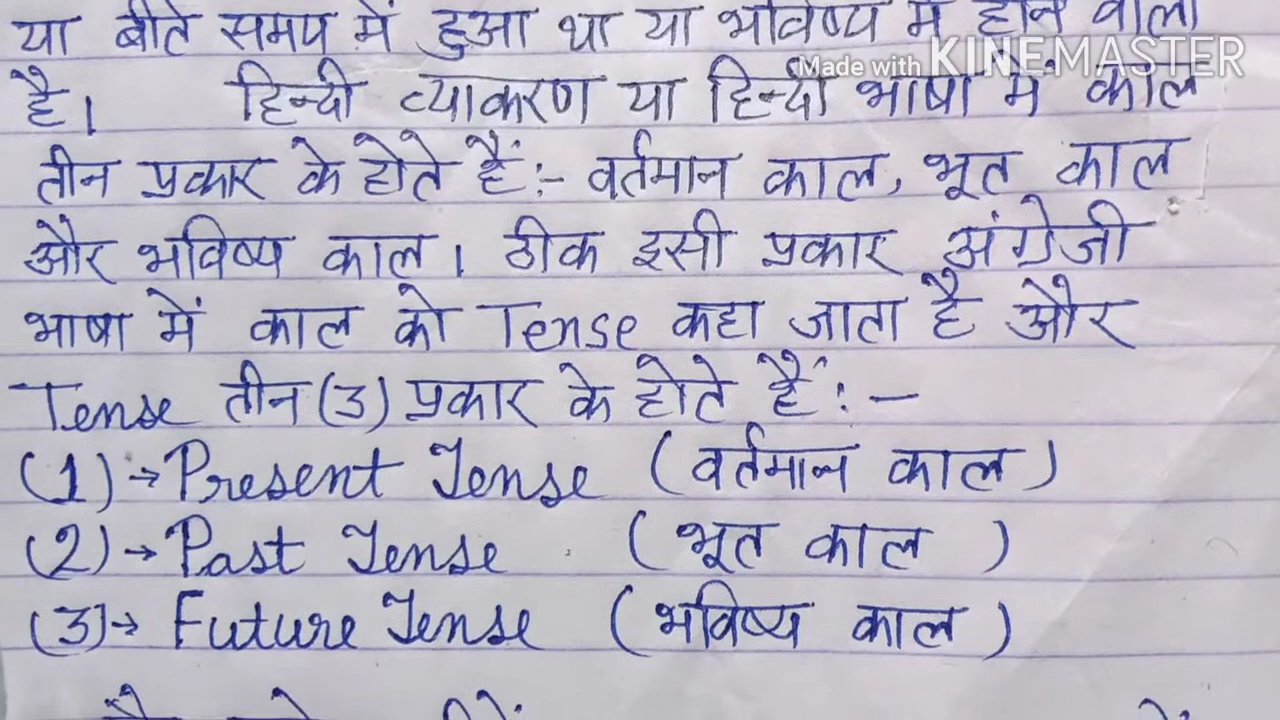 या बीते समय में हुआ था या भविष्य में होने वाला
Made with KINEMASTER
है। हिन्दी व्याकरण या हिन्दी भाषा में काल
तीन प्रकार के होते हैं:- वर्तमान काल, भूत काल
और भविष्य काल। ठीक इसी प्रकार अंग्रेजी
भाषा में काल को Tense कहा जाता है और
Tense तीन (3) प्रकार के होते हैं:-
(1)→Present Tense (वर्तमान काल)
(2)→Past Tense (भूत काल)
(3)→Future Tense (भविष्य काल)